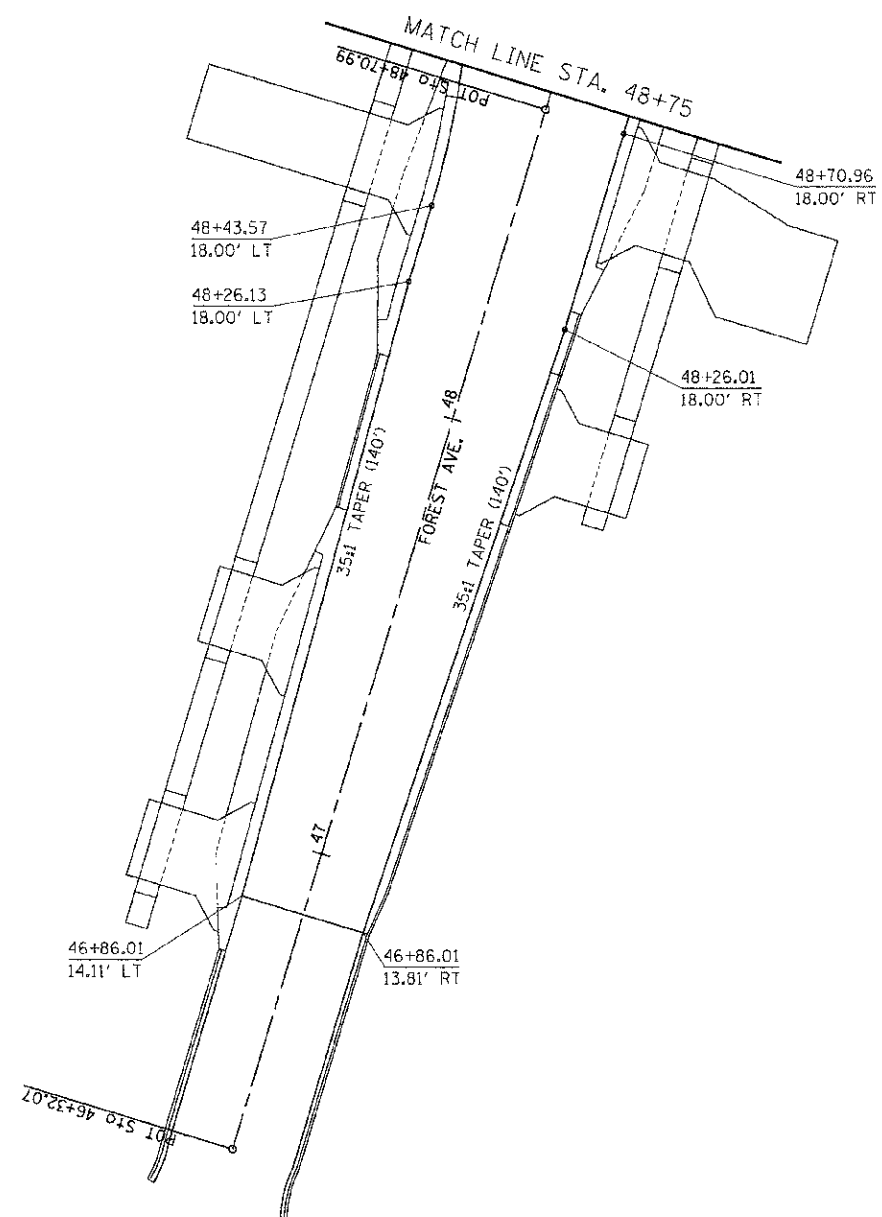 MATCH LINE STA. 48+75
POT Sta 48+70.99
48+70.96
18.00' RT
48+43.57
18.00' LT
48+26.13
18.00' LT
48+26.01
18.00' RT
48
FOREST AVE.
35:1 TAPER (140')
35:1 TAPER (140')
47
46+86.01
14.11' LT
46+86.01
13.81' RT
POT Sta 46+32.07